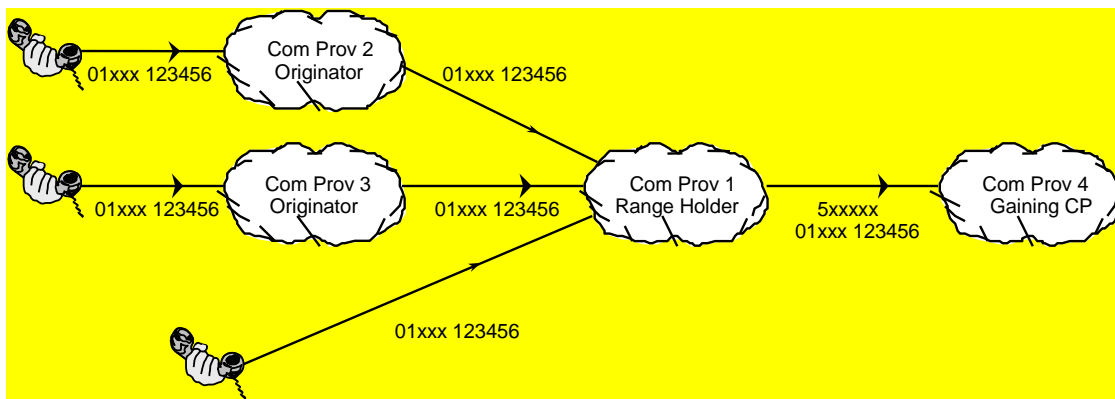 Com Prov 2
Originator
01xxx 123456
01xxx 123456
Com Prov 3
Originator
01xxx 123456
01xxx 123456
Com Prov 1
Range Holder
5xxxxx
01xxx 123456
Com Prov 4
Gaining CP
01xxx 123456